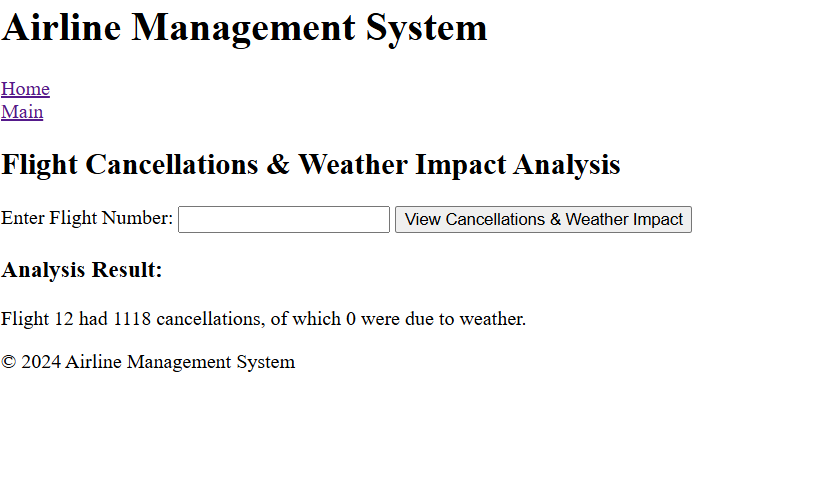 Airline Management System
Home
Main
Flight Cancellations & Weather Impact Analysis
Enter Flight Number: View Cancellations & Weather Impact
Analysis Result:
Flight 12 had 1118 cancellations, of which 0 were due to weather.
© 2024 Airline Management System